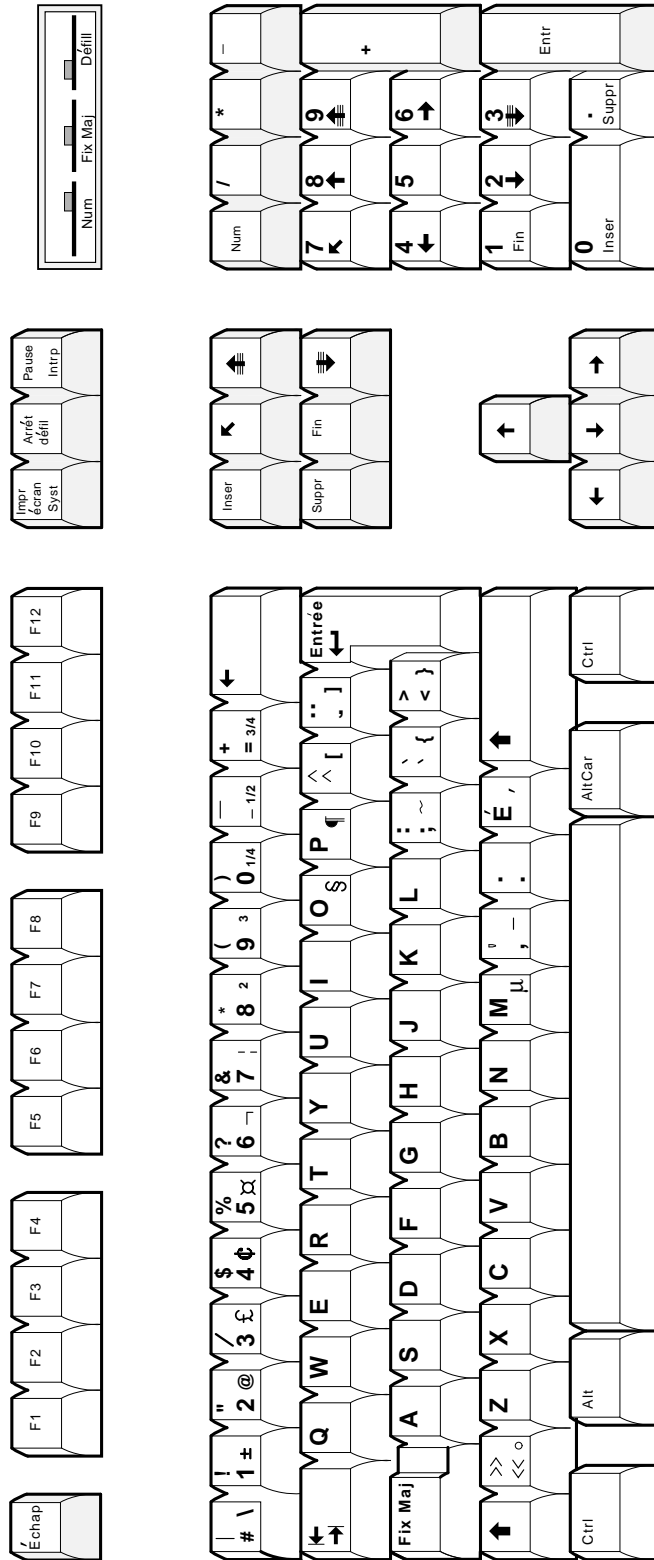 Échap
F1 F2 F3 F4
F5 F6 F7 F8
F9 F10 F11 F12
Impr
écran
Syst
Arrêt
défil
Pause
Intrp
Num Fix Maj Défill
| # \
! 1 ±
" 2 @
/ 3 £
$ 4 ¢
% 5 ¤
? 6 ¬
& 7 ¦
* 8 ²
( 9 ³
) 0 1/4
_ - 1/2
+ = 3/4
←
Inser ↖ ⇞
Num / * -
Q W E R T Y U I O § P ¶
^ ^ [
¨ ¸ ]
Entrée ↵
Suppr Fin ⇟
7 ↖ 8 ↑ 9 ⇞ +
Fix Maj
A S D F G H J K L
: ; ~
` {
> < }
4 ← 5 6 →
⬆
» « °
Z X C V B N M µ
' , -
. .
É ´
⬆
↑
1 Fin
2 ↓
3 ⇟
Entr
Ctrl Alt AltCar Ctrl
← ↓ →
0 Inser
. Suppr